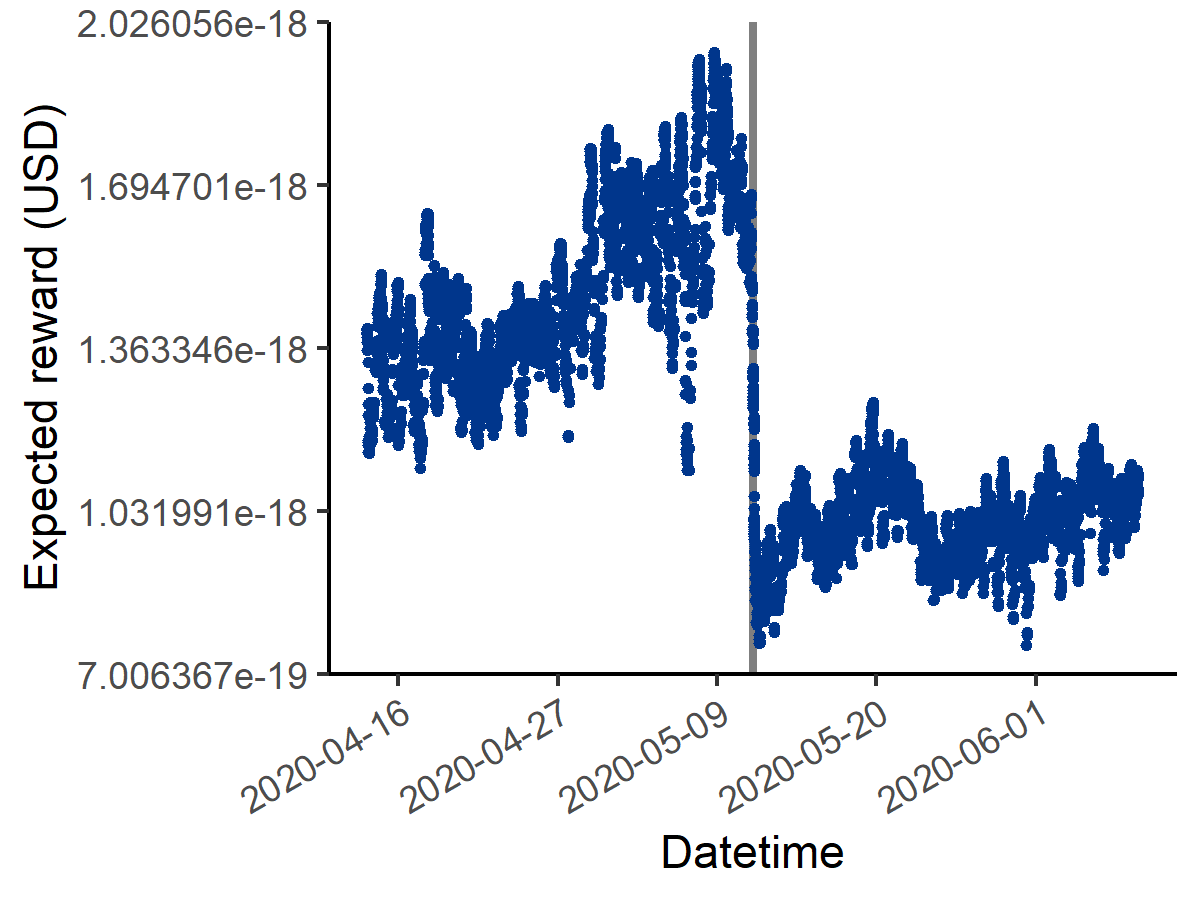 Expected reward (USD)
2.026056e-18
1.694701e-18
1.363346e-18
1.031991e-18
7.006367e-19
2020-04-16
2020-04-27
2020-05-09
2020-05-20
2020-06-01
Datetime